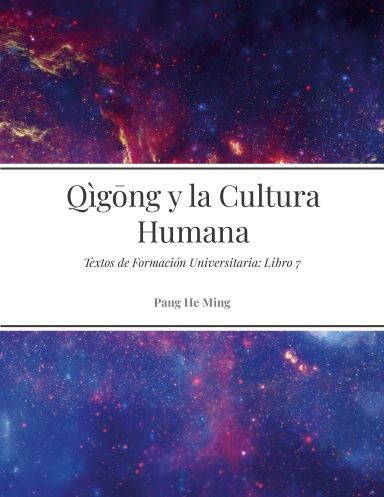 Qìgōng y la Cultura
Humana
Textos de Formación Universitaria: Libro 7
Pang He Ming